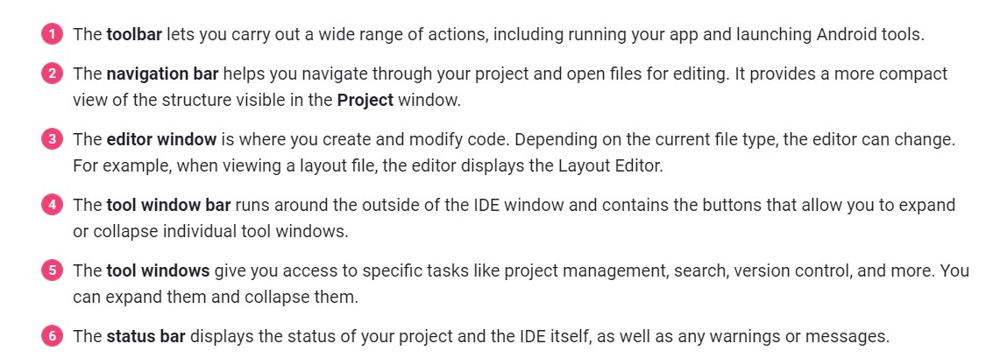 1 The toolbar lets you carry out a wide range of actions, including running your app and launching Android tools.
2 The navigation bar helps you navigate through your project and open files for editing. It provides a more compact
view of the structure visible in the Project window.
3 The editor window is where you create and modify code. Depending on the current file type, the editor can change.
For example, when viewing a layout file, the editor displays the Layout Editor.
4 The tool window bar runs around the outside of the IDE window and contains the buttons that allow you to expand
or collapse individual tool windows.
5 The tool windows give you access to specific tasks like project management, search, version control, and more. You
can expand them and collapse them.
6 The status bar displays the status of your project and the IDE itself, as well as any warnings or messages.